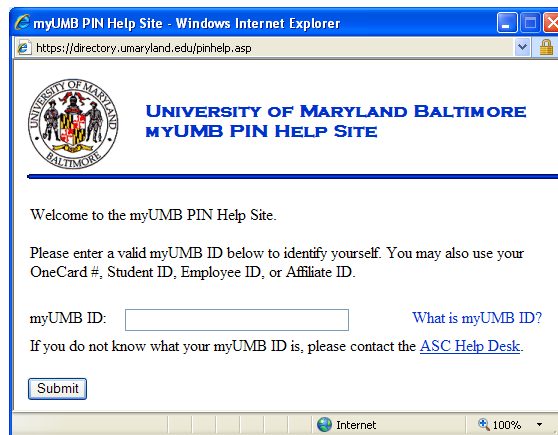 myUMB PIN Help Site - Windows Internet Explorer
https://directory.umaryland.edu/pinhelp.asp
UNIVERSITY OF MARYLAND
BALTIMORE
UNIVERSITY OF MARYLAND BALTIMORE
MYUMB PIN HELP SITE
Welcome to the myUMB PIN Help Site.
Please enter a valid myUMB ID below to identify yourself. You may also use your
OneCard #, Student ID, Employee ID, or Affiliate ID.
myUMB ID: What is myUMB ID?
If you do not know what your myUMB ID is, please contact the ASC Help Desk.
Submit
Internet 100%